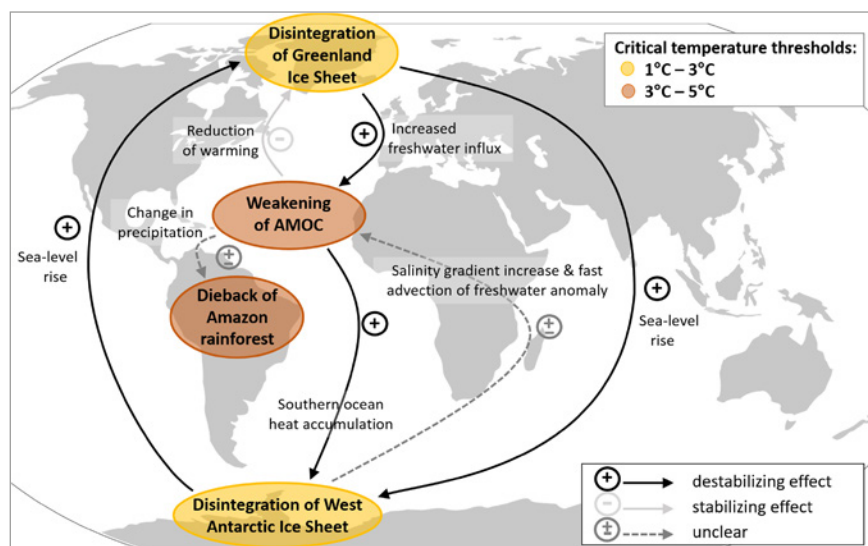 Disintegration
of Greenland
Ice Sheet
Critical temperature thresholds:
1°C – 3°C
3°C – 5°C
Reduction
of warming
−
+
Increased
freshwater influx
Weakening
of AMOC
Change in
precipitation
±
+
Sea-level
rise
Salinity gradient increase & fast
advection of freshwater anomaly
Dieback of
Amazon
rainforest
+
±
+
Sea-level
rise
Southern ocean
heat accumulation
Disintegration of West
Antarctic Ice Sheet
+ destabilizing effect
− stabilizing effect
± unclear